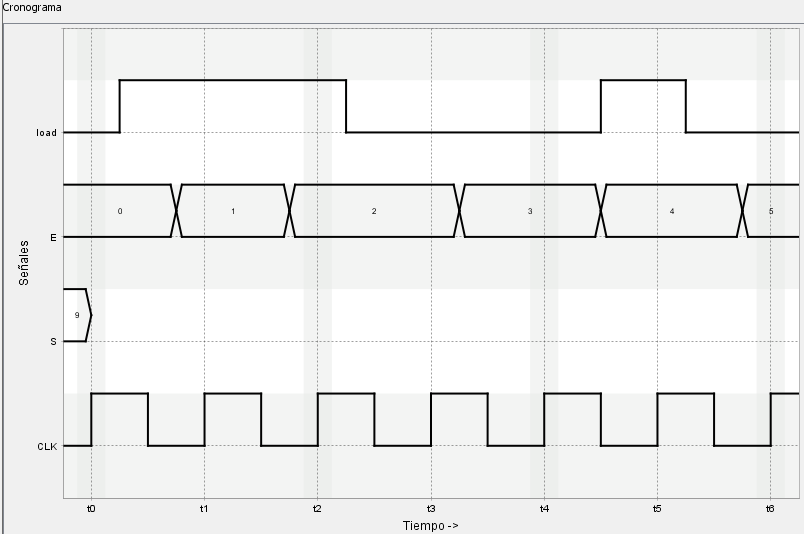 Cronograma
load
0 1 2 3 4 5
E
Señales
9
S
CLK
t0 t1 t2 t3 t4 t5 t6
Tiempo ->